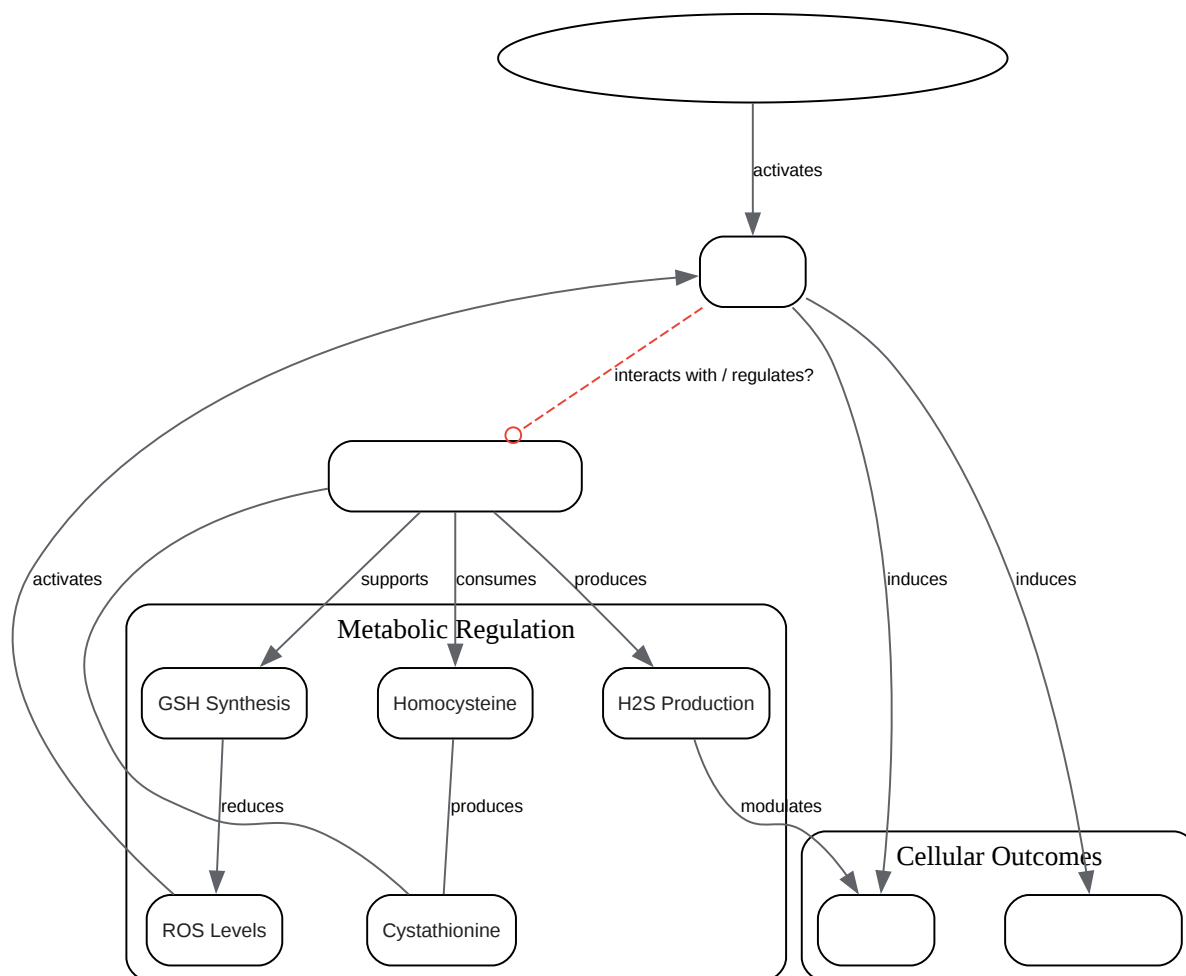 activates
interacts with / regulates?
activates
supports
consumes
produces
induces
induces
Metabolic Regulation
GSH Synthesis
Homocysteine
H2S Production
reduces
produces
modulates
Cellular Outcomes
ROS Levels
Cystathionine